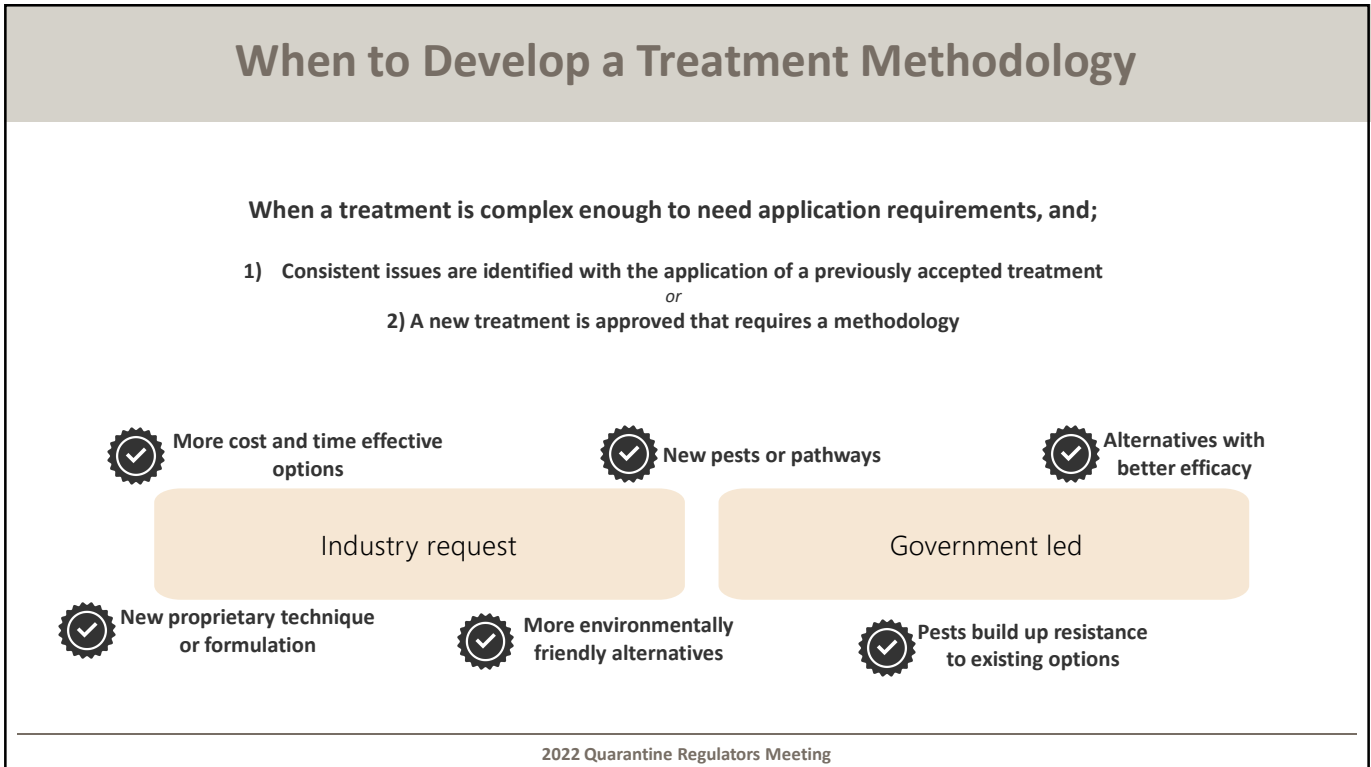 When to Develop a Treatment Methodology
When a treatment is complex enough to need application requirements, and;
1) Consistent issues are identified with the application of a previously accepted treatment
or
2) A new treatment is approved that requires a methodology
More cost and time effective
options
New pests or pathways
Alternatives with
better efficacy
Industry request
Government led
New proprietary technique
or formulation
More environmentally
friendly alternatives
Pests build up resistance
to existing options
2022 Quarantine Regulators Meeting